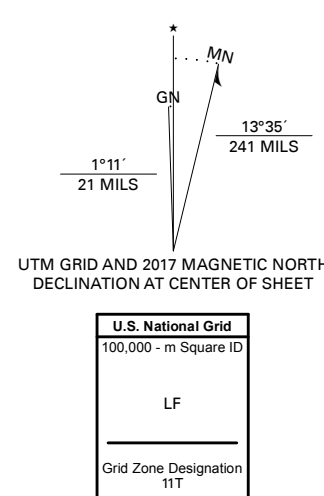 ★
MN
GN
13°35´
241 MILS
1°11´
21 MILS
UTM GRID AND 2017 MAGNETIC NORTH
DECLINATION AT CENTER OF SHEET
U.S. National Grid
100,000 - m Square ID
LF
Grid Zone Designation
11T